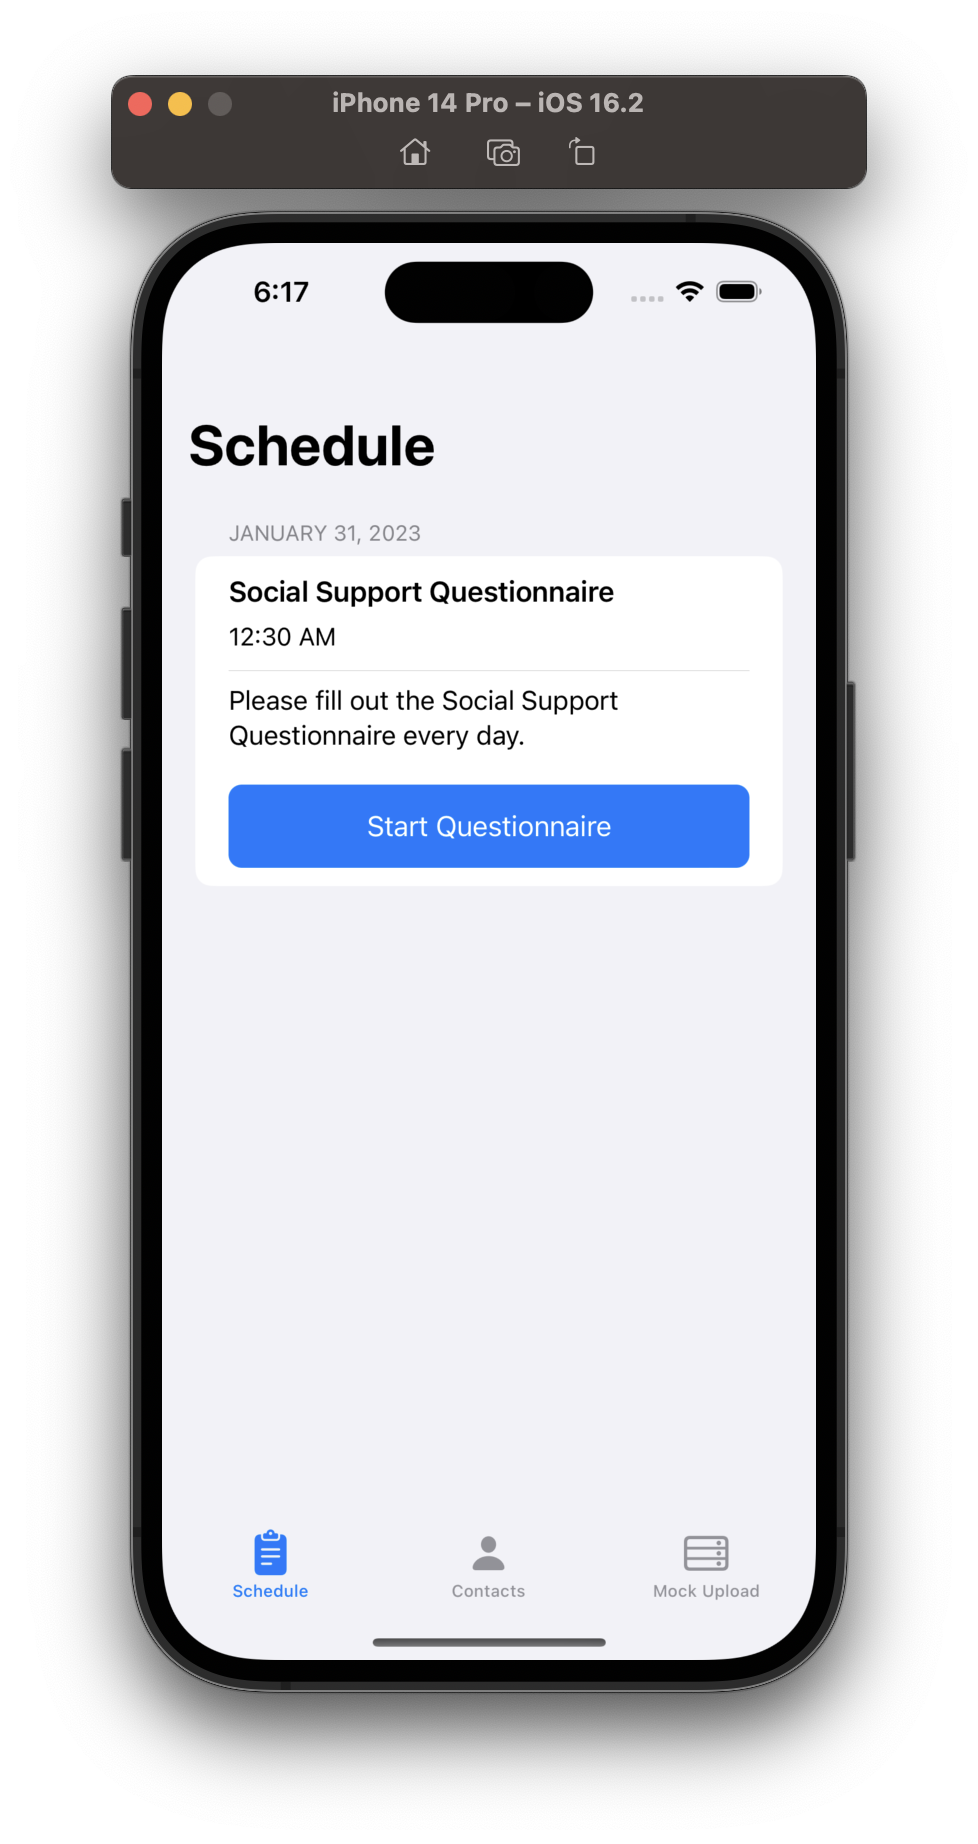 iPhone 14 Pro – iOS 16.2
6:17
Schedule
JANUARY 31, 2023
Social Support Questionnaire
12:30 AM
Please fill out the Social Support
Questionnaire every day.
Start Questionnaire
Schedule
Contacts
Mock Upload